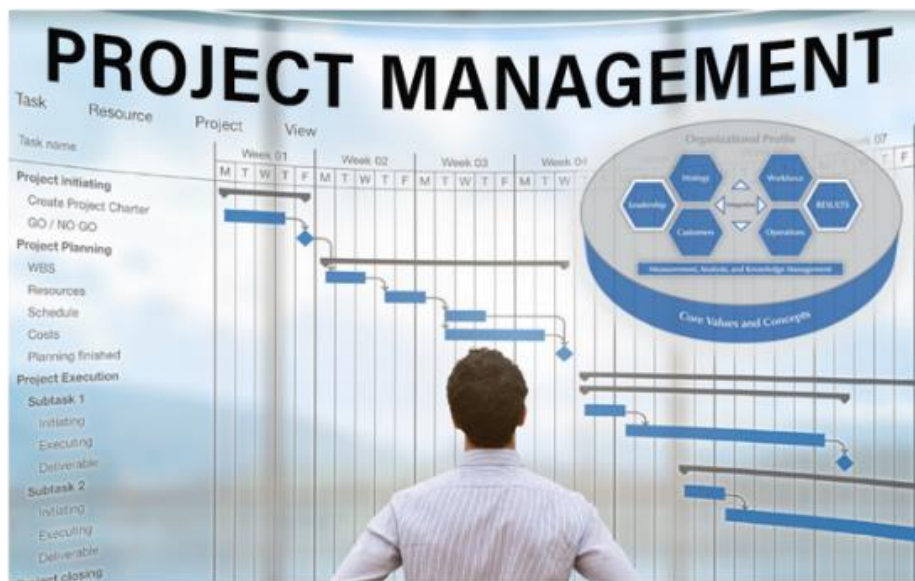 PROJECT MANAGEMENT
Task Resource Project View
Task name
Week 01 Week 02 Week 03 Week 04 07
M T W T F M T W T F M T W T F M T W
Project initiating
Create Project Charter
GO / NO GO
Project Planning
WBS
Resources
Schedule
Costs
Planning finished
Project Execution
Subtask 1
Initiating
Executing
Deliverable
Subtask 2
Initiating
Executing
Deliverable
Project closing
Organizational Profile
Strategy Workforce
Leadership Integration RESULTS
Customers Operations
Measurement, Analysis, and Knowledge Management
Core Values and Concepts